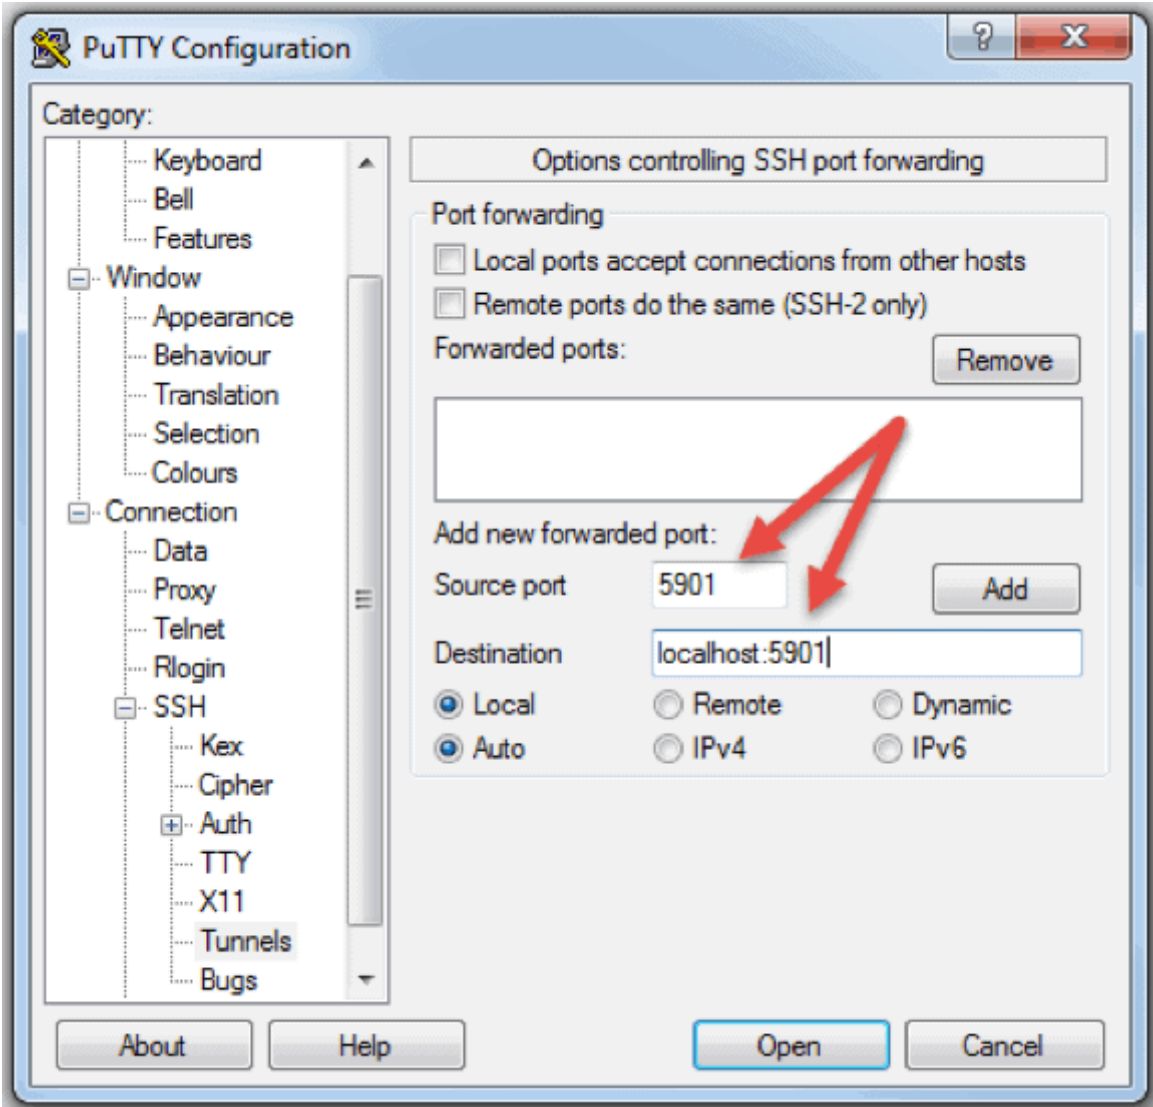 PuTTY Configuration
?
X
Category:
Keyboard
Bell
Features
Window
Appearance
Behaviour
Translation
Selection
Colours
Connection
Data
Proxy
Telnet
Rlogin
SSH
Kex
Cipher
Auth
TTY
X11
Tunnels
Bugs
Options controlling SSH port forwarding
Port forwarding
Local ports accept connections from other hosts
Remote ports do the same (SSH-2 only)
Forwarded ports:
Remove
Add new forwarded port:
Source port 5901 Add
Destination localhost:5901
Local Remote Dynamic
Auto IPv4 IPv6
About Help Open Cancel